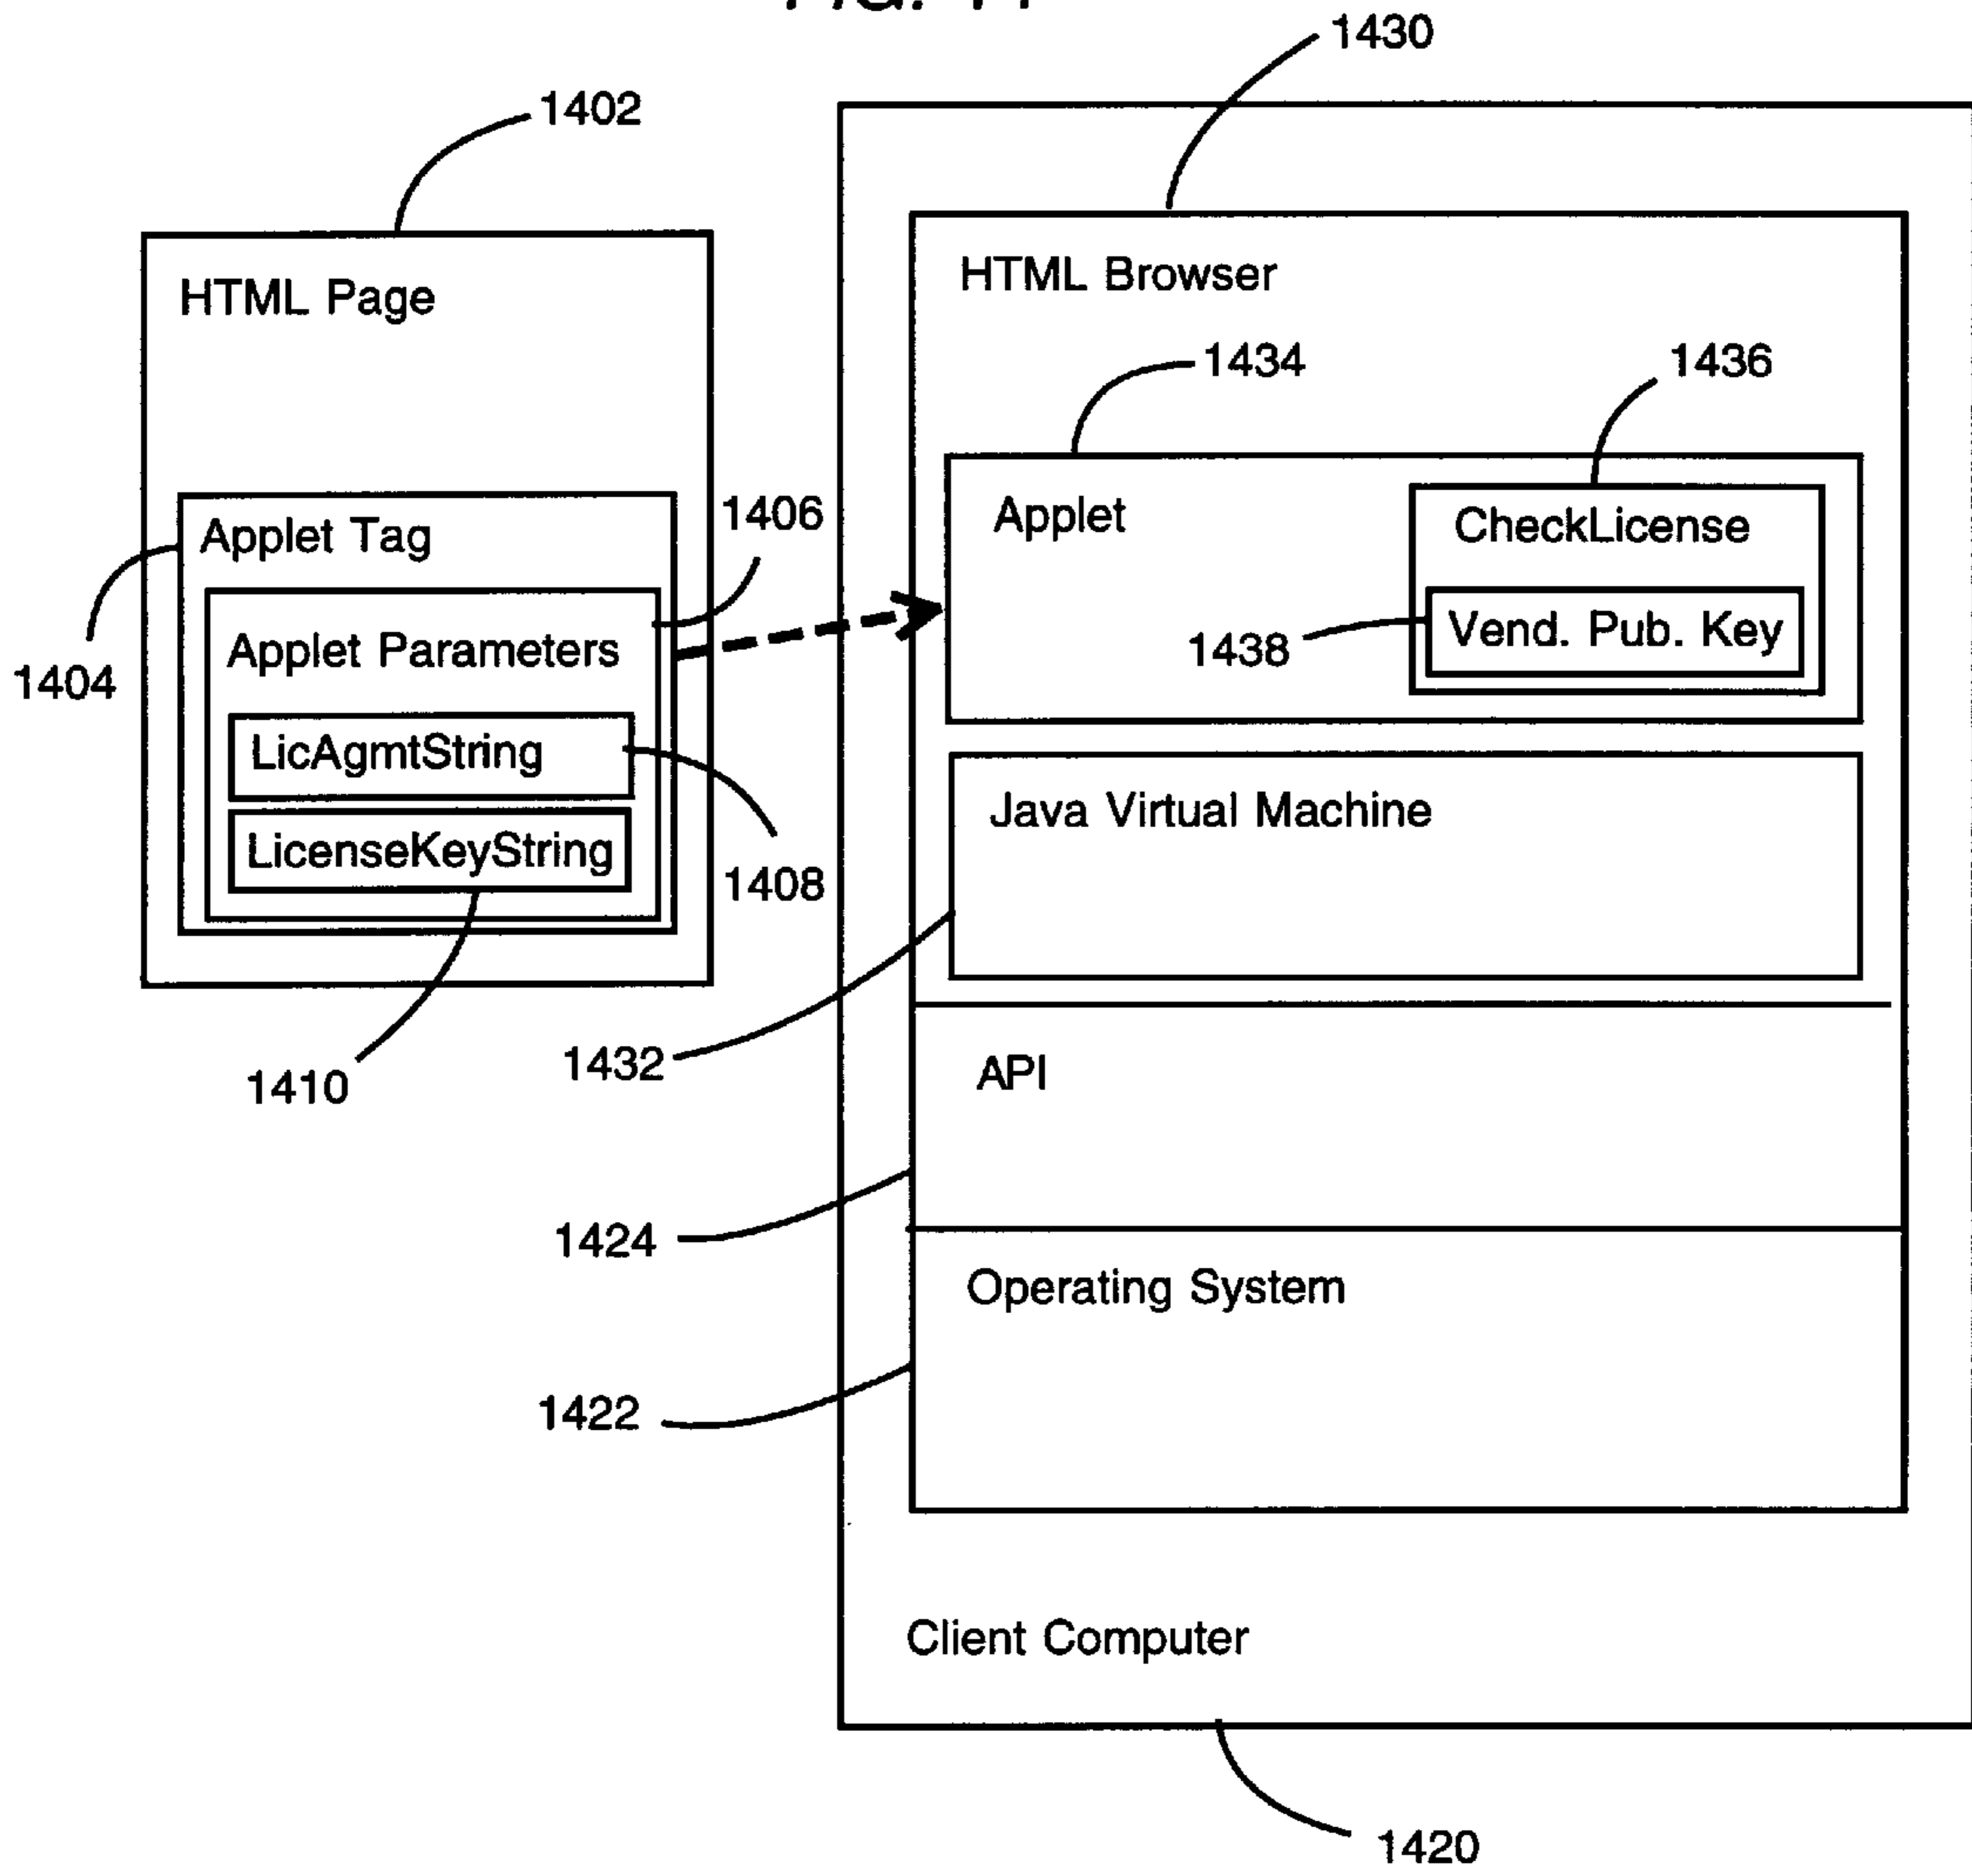 1430
1402
HTML Page
HTML Browser
1434
1436
1406
Applet
CheckLicense
Applet Tag
1404
Applet Parameters
1438
Vend. Pub. Key
LicAgmtString
Java Virtual Machine
LicenseKeyString
1408
1432
API
1410
1424
Operating System
1422
Client Computer
1420